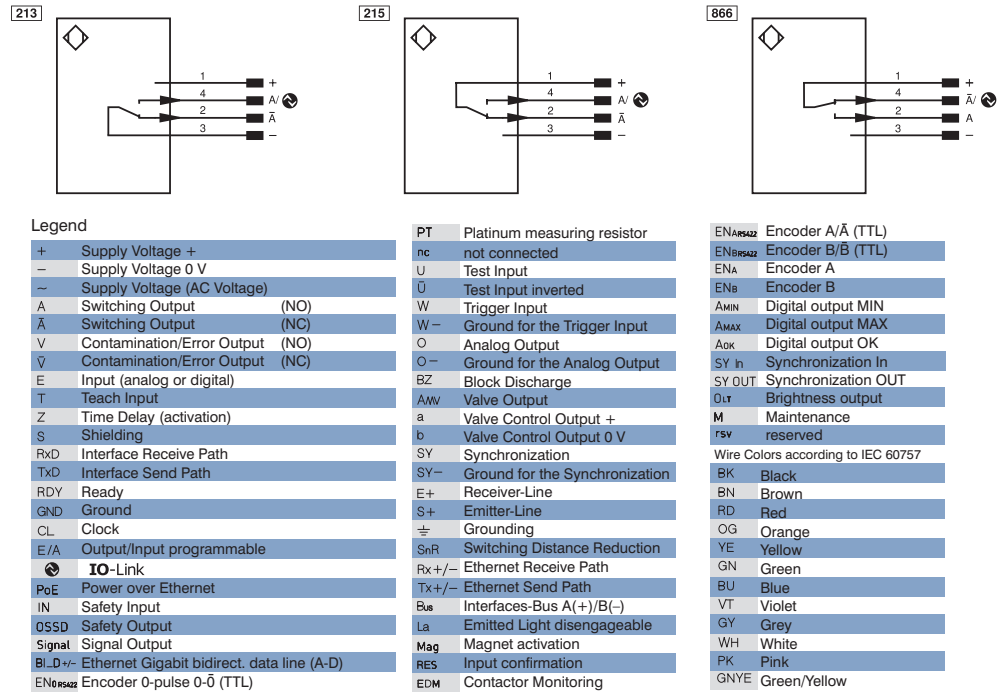 213
1
+
4
A/
2
Ā
3
−
215
1
+
4
A/
2
Ā
3
−
866
1
+
4
Ā/
2
A
3
−
Legend
+ Supply Voltage +
− Supply Voltage 0 V
~ Supply Voltage (AC Voltage)
A Switching Output (NO)
Ā Switching Output (NC)
V Contamination/Error Output (NO)
V̄ Contamination/Error Output (NC)
E Input (analog or digital)
T Teach Input
Z Time Delay (activation)
S Shielding
RxD Interface Receive Path
TxD Interface Send Path
RDY Ready
GND Ground
CL Clock
E/A Output/Input programmable
IO-Link
PoE Power over Ethernet
IN Safety Input
OSSD Safety Output
Signal Signal Output
BI_D+/− Ethernet Gigabit bidirect. data line (A-D)
EN0 RS422 Encoder 0-pulse 0-0̄ (TTL)
PT Platinum measuring resistor
nc not connected
U Test Input
Ū Test Input inverted
W Trigger Input
W− Ground for the Trigger Input
O Analog Output
O− Ground for the Analog Output
BZ Block Discharge
AMV Valve Output
a Valve Control Output +
b Valve Control Output 0 V
SY Synchronization
SY− Ground for the Synchronization
E+ Receiver-Line
S+ Emitter-Line
⏚ Grounding
SnR Switching Distance Reduction
Rx+/− Ethernet Receive Path
Tx+/− Ethernet Send Path
Bus Interfaces-Bus A(+)/B(−)
La Emitted Light disengageable
Mag Magnet activation
RES Input confirmation
EDM Contactor Monitoring
ENARS422 Encoder A/Ā (TTL)
ENBRS422 Encoder B/B̄ (TTL)
ENA Encoder A
ENB Encoder B
AMIN Digital output MIN
AMAX Digital output MAX
AOK Digital output OK
SY In Synchronization In
SY OUT Synchronization OUT
OLT Brightness output
M Maintenance
rsv reserved
Wire Colors according to IEC 60757
BK Black
BN Brown
RD Red
OG Orange
YE Yellow
GN Green
BU Blue
VT Violet
GY Grey
WH White
PK Pink
GNYE Green/Yellow